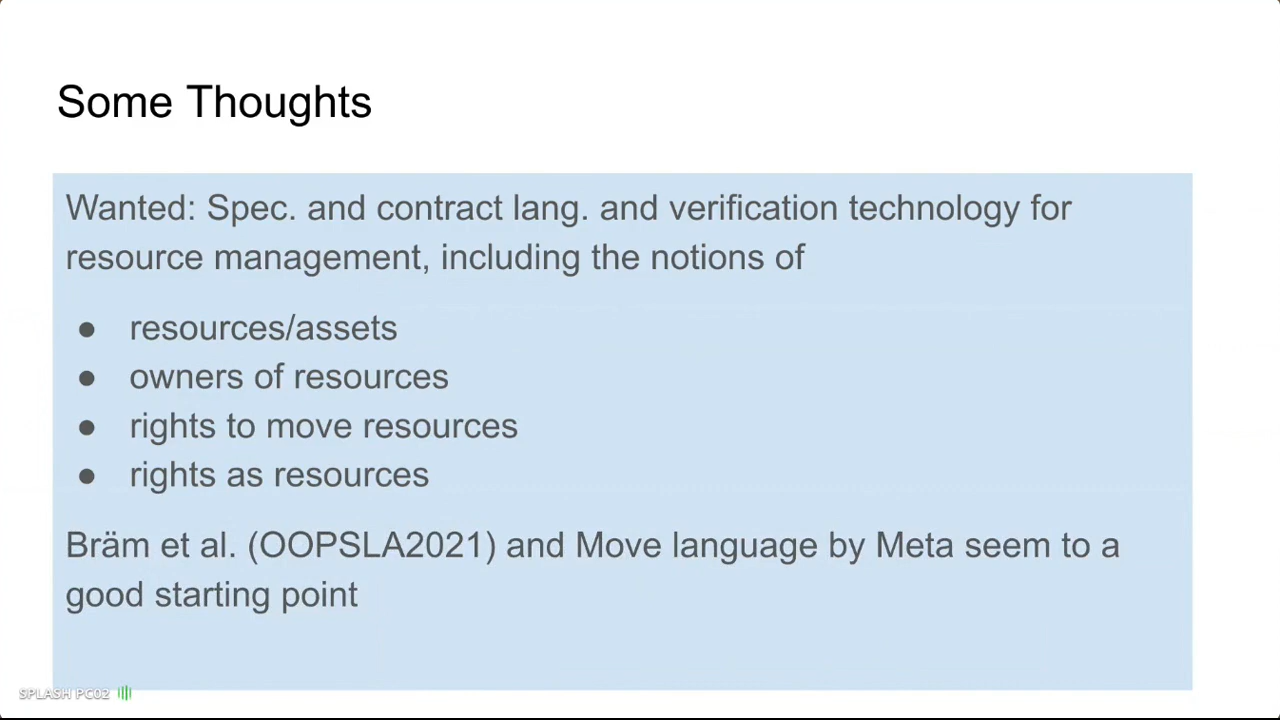 Some Thoughts
Wanted: Spec. and contract lang. and verification technology for
resource management, including the notions of
● resources/assets
● owners of resources
● rights to move resources
● rights as resources
Bräm et al. (OOPSLA2021) and Move language by Meta seem to a
good starting point
SPLASH PC02